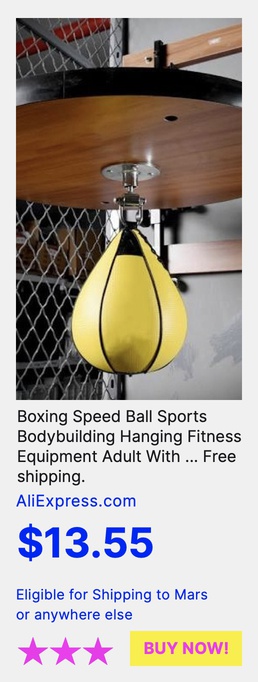 Boxing Speed Ball Sports
Bodybuilding Hanging Fitness
Equipment Adult With ... Free
shipping.
AliExpress.com
$13.55
Eligible for Shipping to Mars
or anywhere else
BUY NOW!